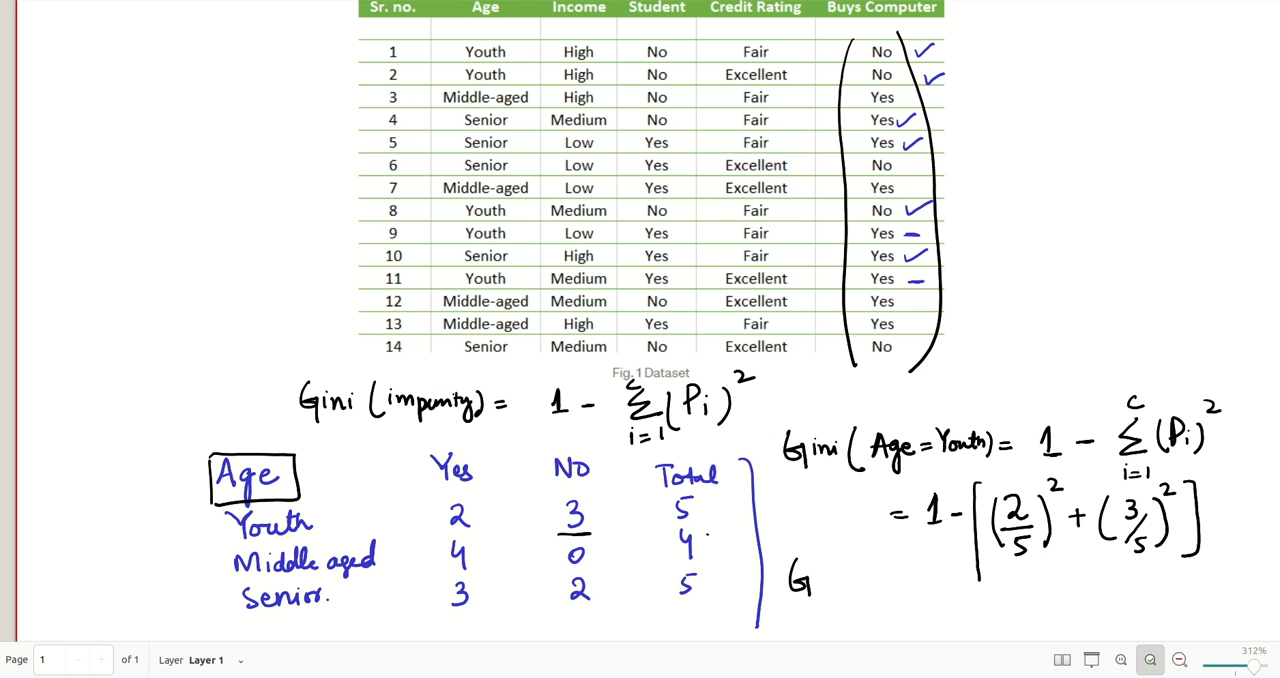 Sr. no. Age Income Student Credit Rating Buys Computer
1 Youth High No Fair No
2 Youth High No Excellent No
3 Middle-aged High No Fair Yes
4 Senior Medium No Fair Yes
5 Senior Low Yes Fair Yes
6 Senior Low Yes Excellent No
7 Middle-aged Low Yes Excellent Yes
8 Youth Medium No Fair No
9 Youth Low Yes Fair Yes
10 Senior High Yes Fair Yes
11 Youth Medium Yes Excellent Yes
12 Middle-aged Medium No Excellent Yes
13 Middle-aged High Yes Fair Yes
14 Senior Medium No Excellent No
Fig.1 Dataset
Gini (impurity) = 1 - Σ_{i=1}^{c} (Pi)²
Age Yes NO Total
Youth 2 3 5
Middle aged 4 0 4
Senior. 3 2 5
Gini (Age=Youth) = 1 - Σ_{i=1}^{c} (Pi)²
= 1 - [(2/5)² + (3/5)²]
G
Page 1 of 1 Layer Layer 1 312%